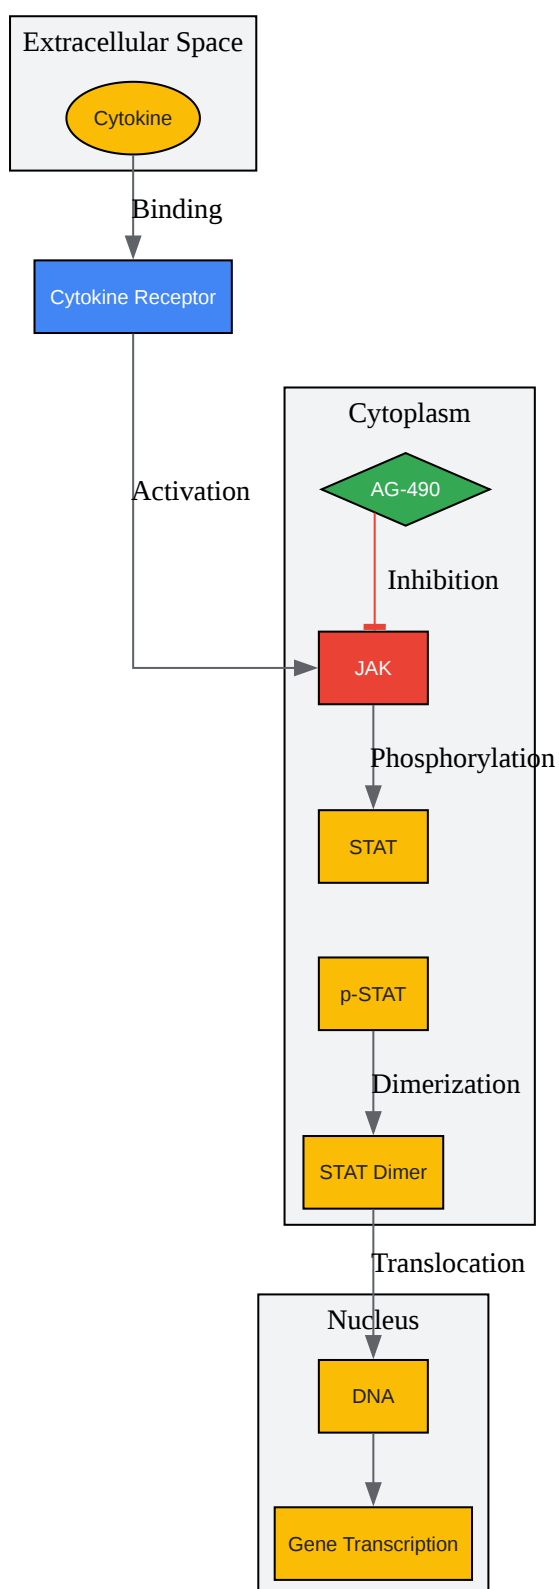 Extracellular Space
Cytokine
Binding
Cytokine Receptor
Cytoplasm
AG-490
Activation
Inhibition
JAK
Phosphorylation
STAT
p-STAT
Dimerization
STAT Dimer
Translocation
Nucleus
DNA
Gene Transcription